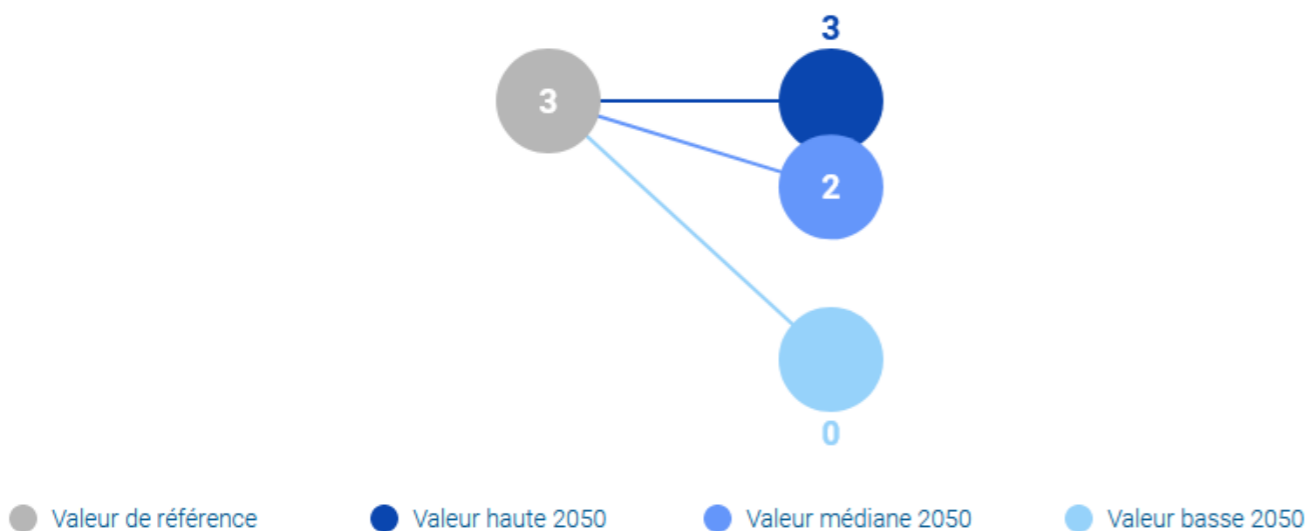 3
3
2
0
Valeur de référence
Valeur haute 2050
Valeur médiane 2050
Valeur basse 2050